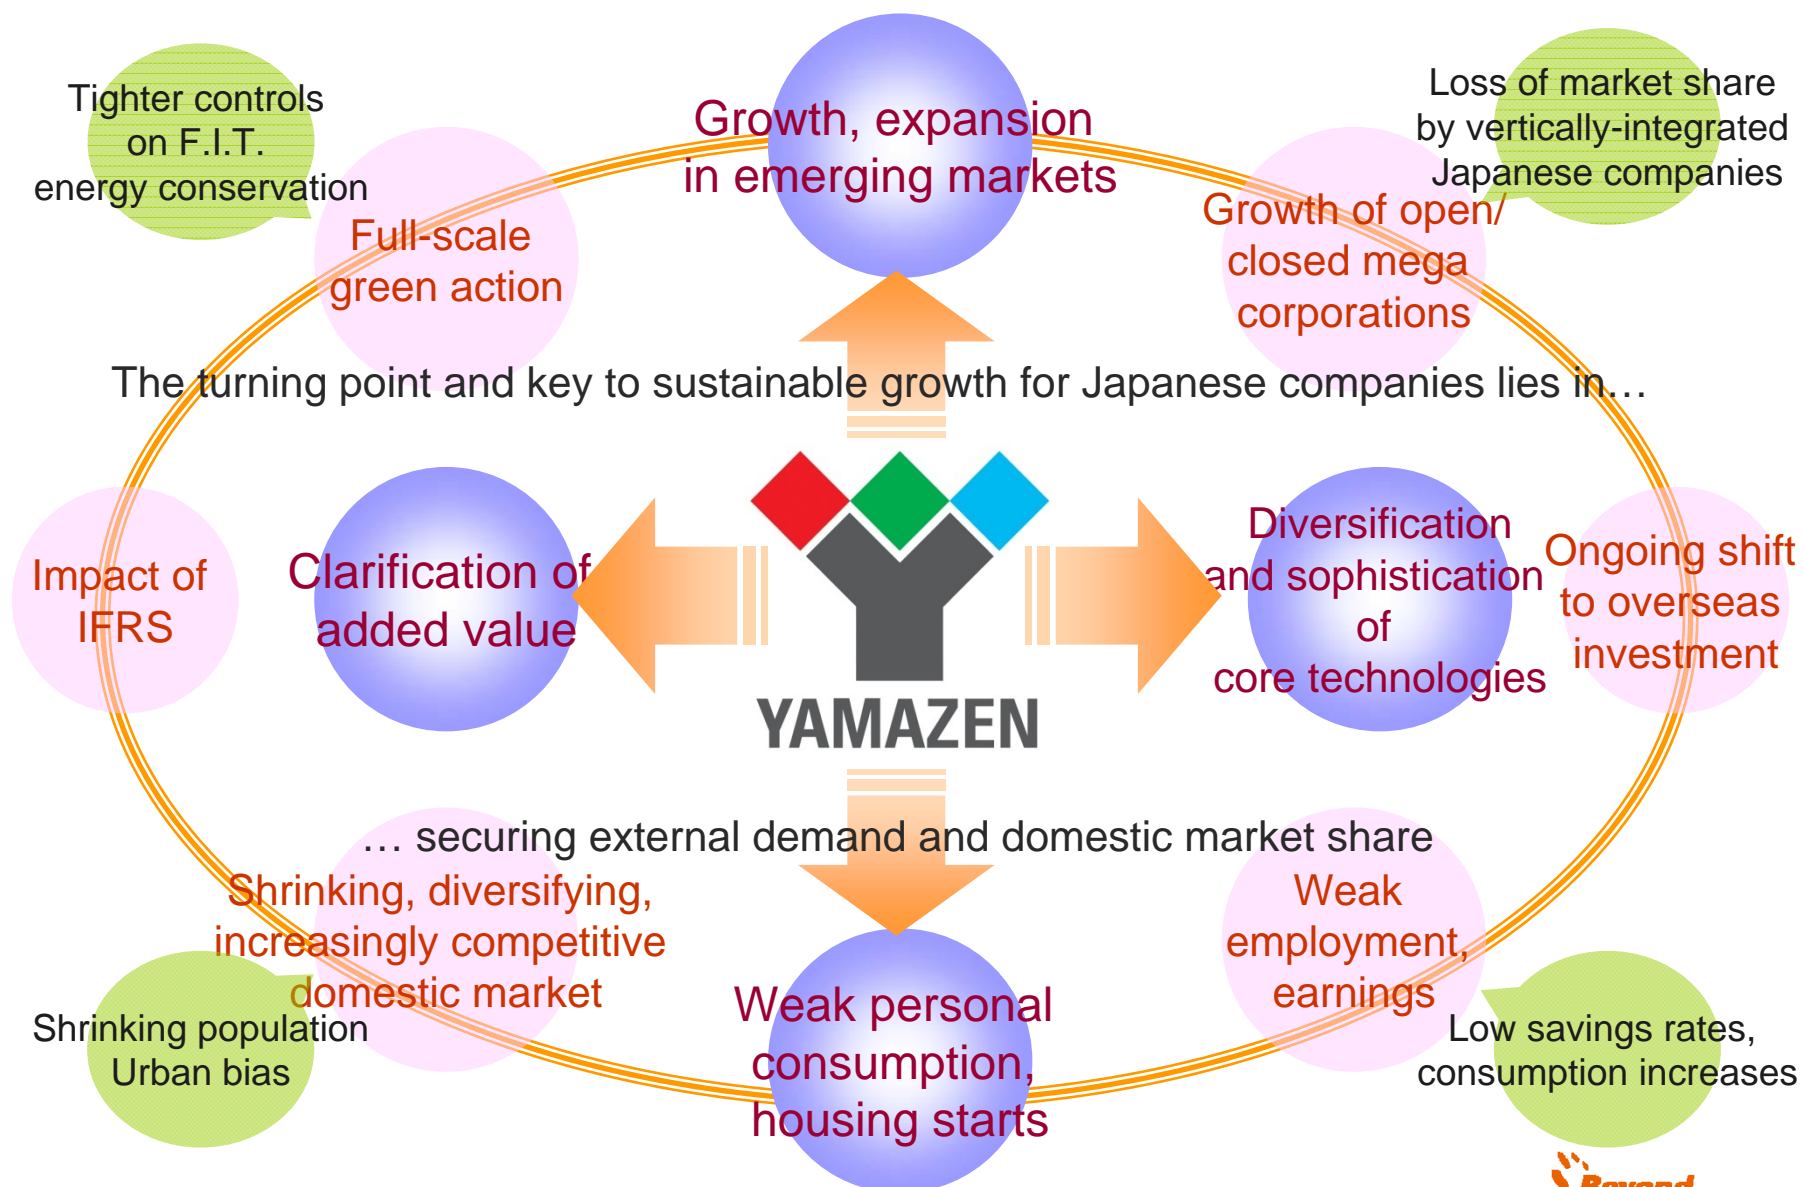 Tighter controls
on F.I.T.
energy conservation
Full-scale
green action
Growth, expansion
in emerging markets
Loss of market share
by vertically-integrated
Japanese companies
Growth of open/
closed mega
corporations
The turning point and key to sustainable growth for Japanese companies lies in…
Impact of
IFRS
Clarification of
added value
YAMAZEN
Diversification
and sophistication
of
core technologies
Ongoing shift
to overseas
investment
… securing external demand and domestic market share
Shrinking, diversifying,
increasingly competitive
domestic market
Shrinking population
Urban bias
Weak personal
consumption,
housing starts
Weak
employment,
earnings
Low savings rates,
consumption increases
Beyond